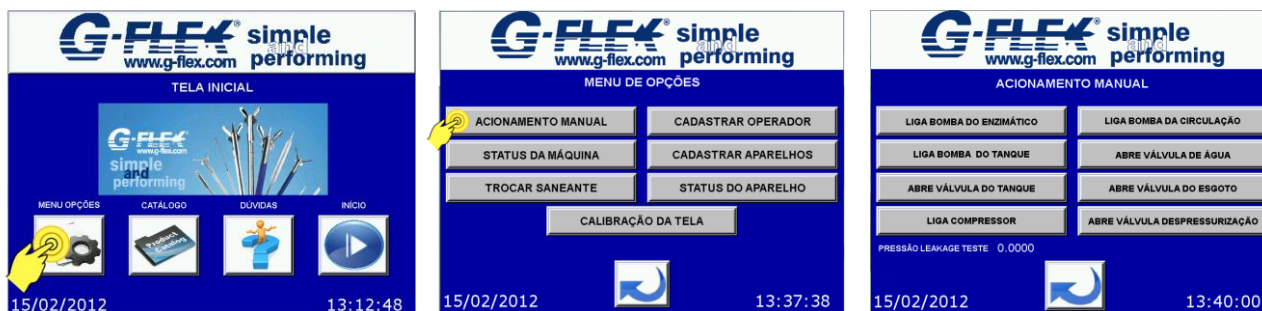 G-FLEX® simple
and
www.g-flex.com performing
TELA INICIAL
G-FLEX
www.g-flex.com
simple
and
performing
MENU OPÇÕES CATÁLOGO DÚVIDAS INÍCIO
Product
Catalog
15/02/2012 13:12:48
G-FLEX® simple
and
www.g-flex.com performing
MENU DE OPÇÕES
ACIONAMENTO MANUAL CADASTRAR OPERADOR
STATUS DA MÁQUINA CADASTRAR APARELHOS
TROCAR SANEANTE STATUS DO APARELHO
CALIBRAÇÃO DA TELA
15/02/2012 13:37:38
G-FLEX® simple
and
www.g-flex.com performing
ACIONAMENTO MANUAL
LIGA BOMBA DO ENZIMÁTICO LIGA BOMBA DA CIRCULAÇÃO
LIGA BOMBA DO TANQUE ABRE VÁLVULA DE ÁGUA
ABRE VÁLVULA DO TANQUE ABRE VÁLVULA DO ESGOTO
LIGA COMPRESSOR ABRE VÁLVULA DESPRESSURIZAÇÃO
PRESSÃO LEAKAGE TESTE 0.0000
15/02/2012 13:40:00